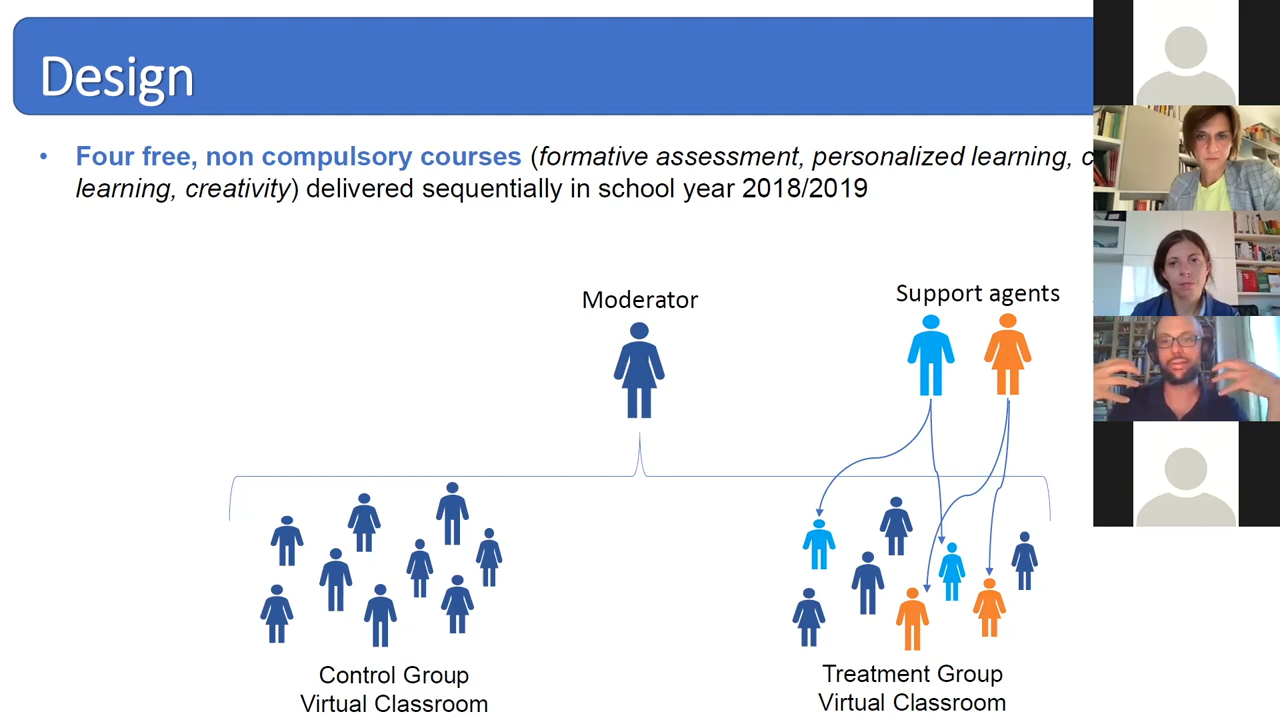 Design
• Four free, non compulsory courses (formative assessment, personalized learning,
learning, creativity) delivered sequentially in school year 2018/2019
Moderator
Support agents
Control Group
Virtual Classroom
Treatment Group
Virtual Classroom